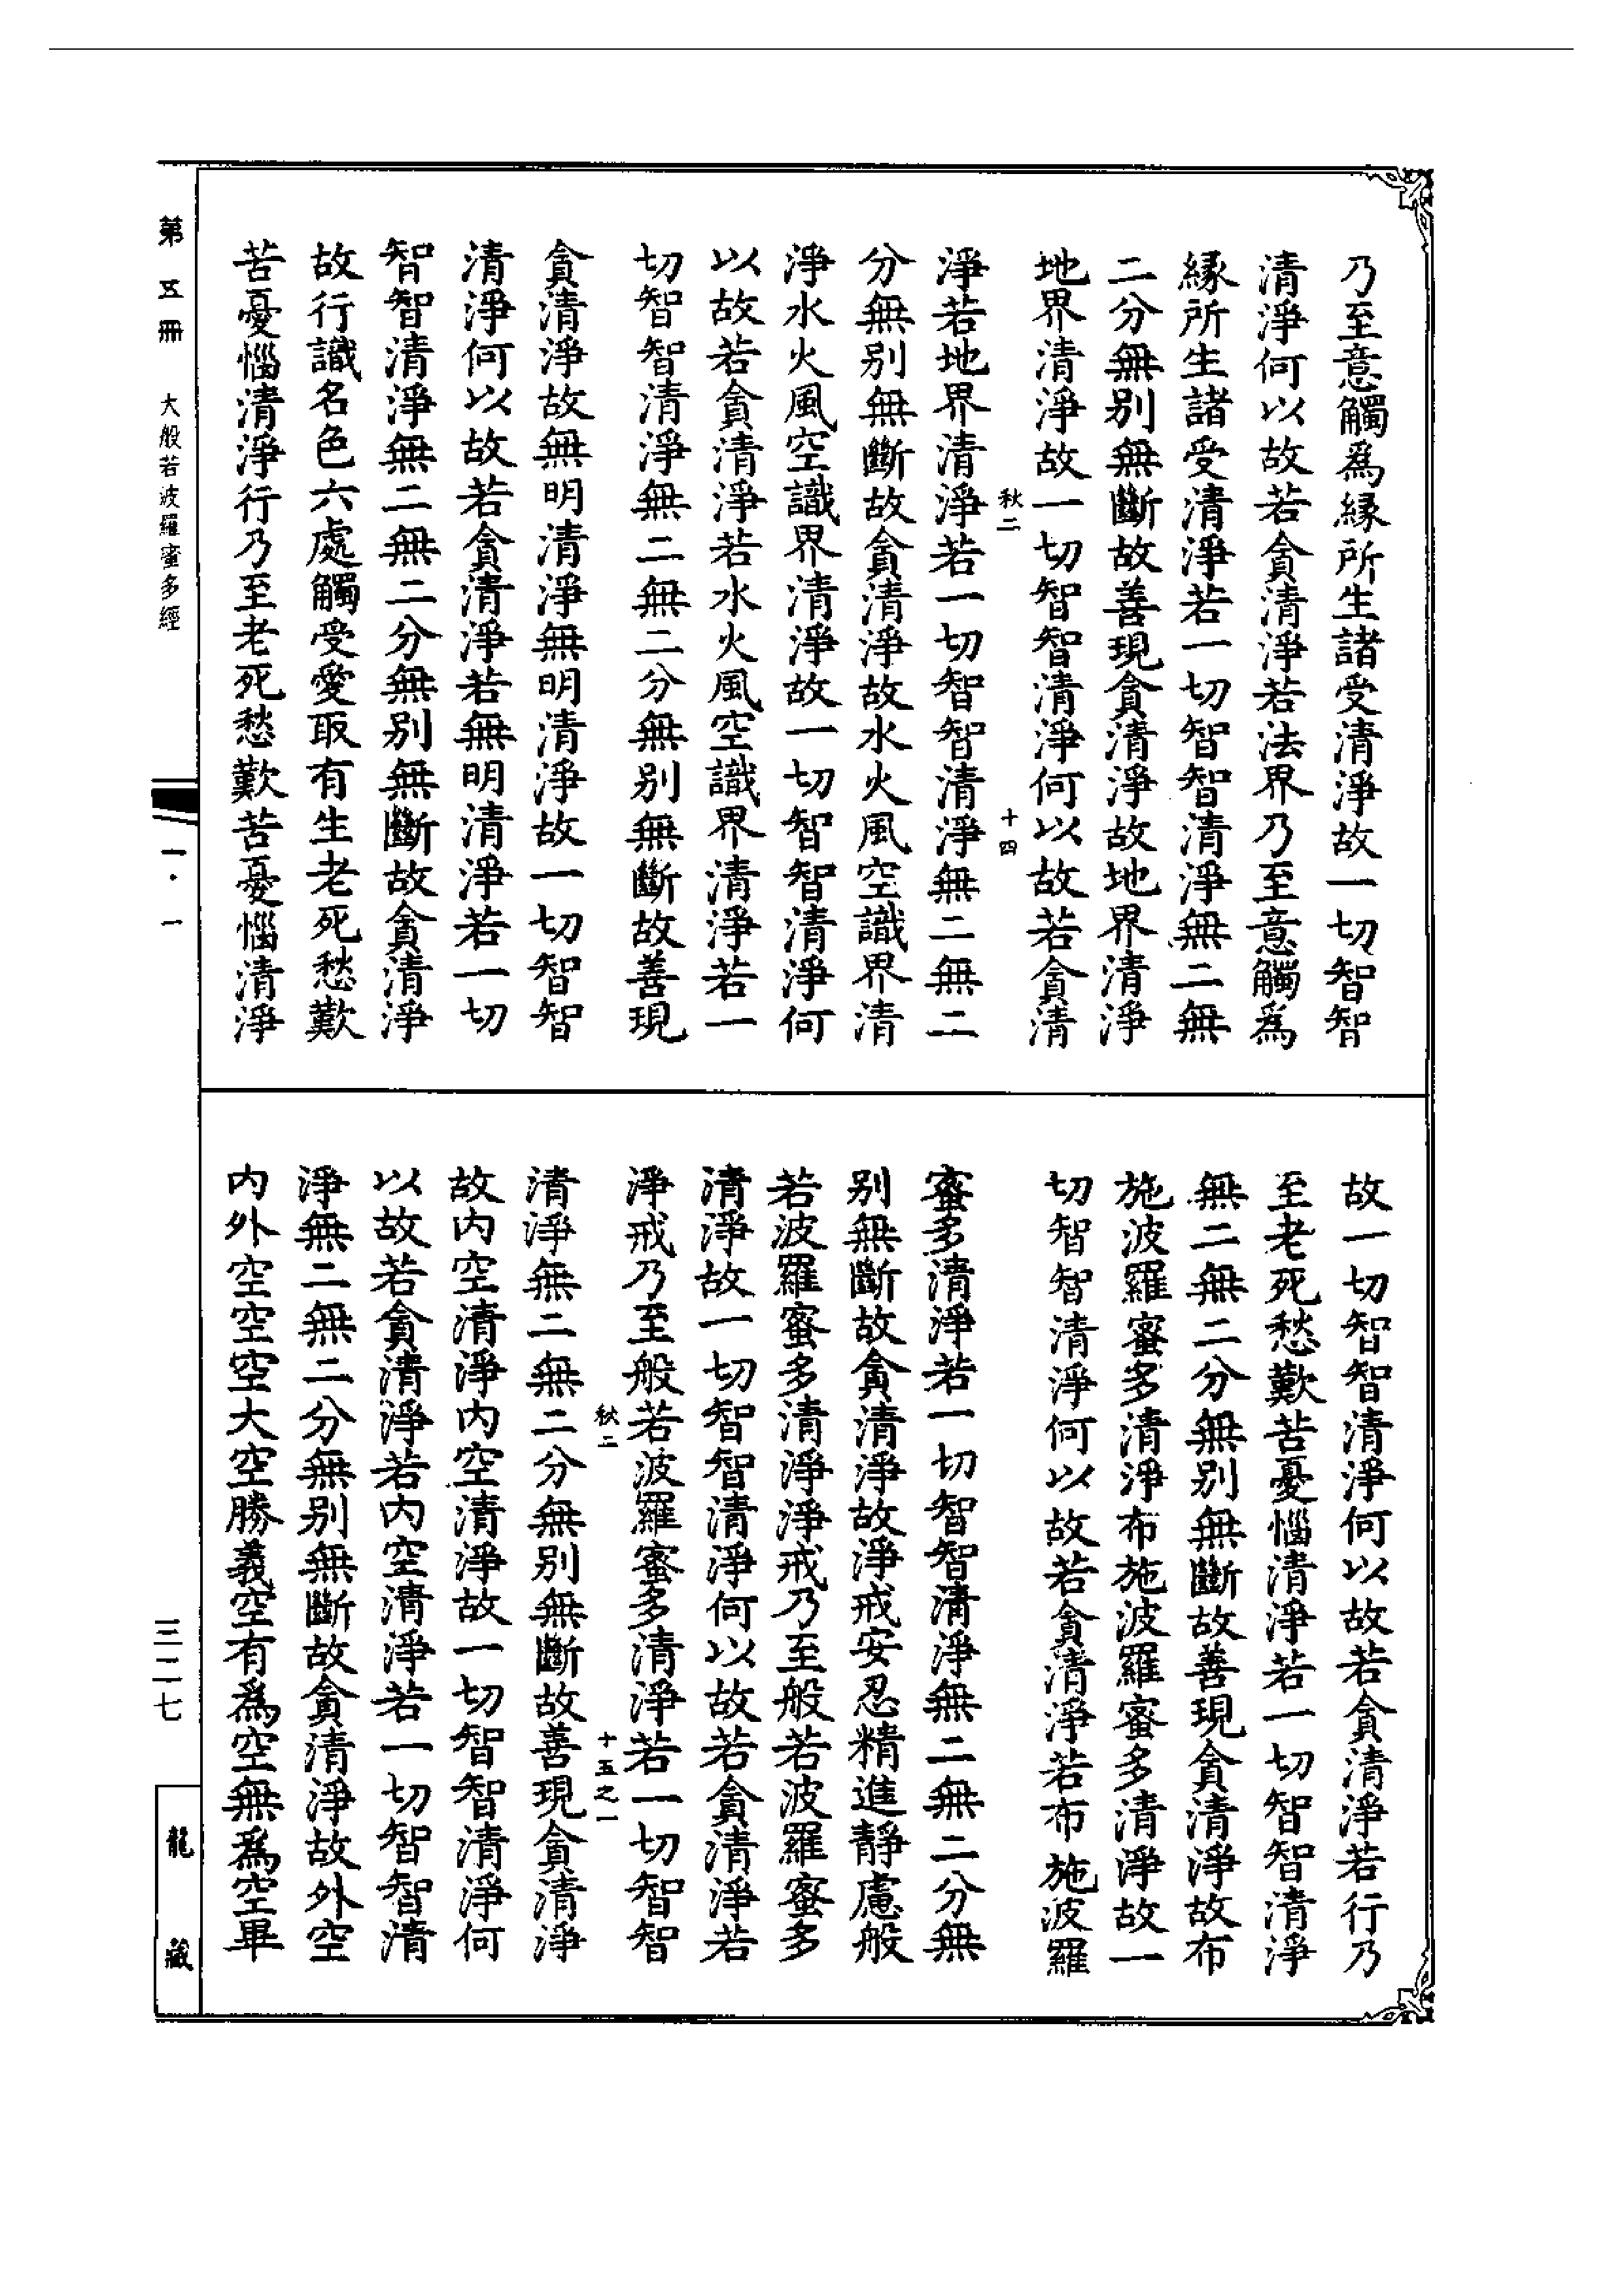 乃至意觸爲縁所生諸受清淨故一切智智
清淨何以故若貪清淨若法界乃至意觸爲
縁所生諸受清淨若一切智智清淨無二無
二分無别無斷故善現貪清淨故地界清淨
地界清淨故一切智智清淨何以故若貪清
秋二 十四
淨若地界清淨若一切智智清淨無二無二
分無别無斷故貪清淨故水火風空識界清
淨水火風空識界清淨故一切智智清淨何
以故若貪清淨若水火風空識界清淨若一
切智智清淨無二無二分無别無斷故善現
貪清淨故無明清淨無明清淨故一切智智
清淨何以故若貪清淨若無明清淨若一切
智智清淨無二無二分無别無斷故貪清淨
故行識名色六處觸受愛取有生老死愁歎
苦憂惱清淨行乃至老死愁歎苦憂惱清淨
故一切智智清淨何以故若貪清淨若行乃
至老死愁歎苦憂惱清淨若一切智智清淨
無二無二分無别無斷故善現貪清淨故布
施波羅蜜多清淨布施波羅蜜多清淨故一
切智智清淨何以故若貪清淨若布施波羅
蜜多清淨若一切智智清淨無二無二分無
别無斷故貪清淨故淨戒安忍精進靜慮般
若波羅蜜多清淨淨戒乃至般若波羅蜜多
清淨故一切智智清淨何以故若貪清淨若
淨戒乃至般若波羅蜜多清淨若一切智智
秋二 十五之一
清淨無二無二分無别無斷故善現貪清淨
故内空清淨内空清淨故一切智智清淨何
以故若貪清淨若内空清淨若一切智智清
淨無二無二分無别無斷故貪清淨故外空
内外空空空大空勝義空有爲空無爲空畢
第五冊 大般若波羅蜜多經 一·一 三二七 龍藏